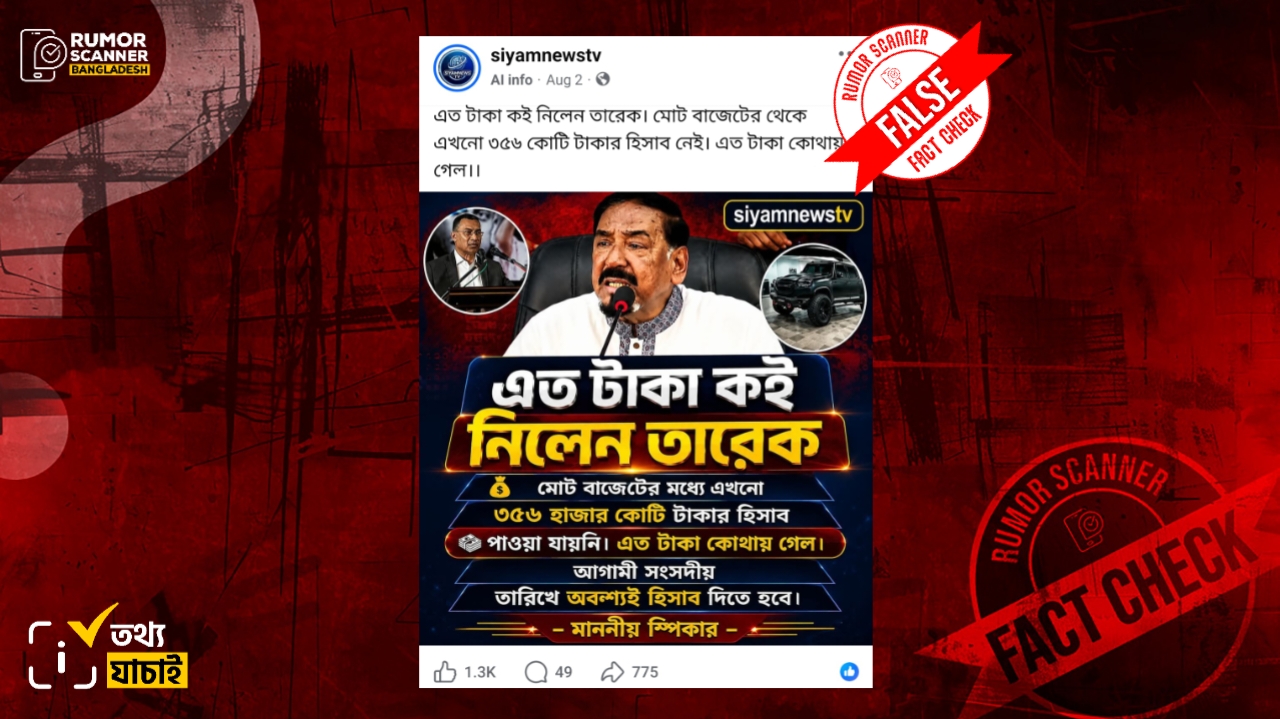 RUMOR
SCANNER
BANGLADESH
siyamnewstv
AI info · Aug 2 ·
এত টাকা কই নিলেন তারেক। মোট বাজেটের থেকে
এখনো ৩৫৬ কোটি টাকার হিসাব নেই। এত টাকা কোথায়
গেল।।
RUMOR SCANNER
FALSE
FACT CHECK
siyamnewstv
এত টাকা কই
নিলেন তারেক
মোট বাজেটের মধ্যে এখনো
৩৫৬ হাজার কোটি টাকার হিসাব
পাওয়া যায়নি। এত টাকা কোথায় গেল।
আগামী সংসদীয়
তারিখে অবশ্যই হিসাব দিতে হবে।
– মাননীয় স্পিকার –
1.3K 49 775
তথ্য
যাচাই
RUMOR SCANNER
FACT CHECK